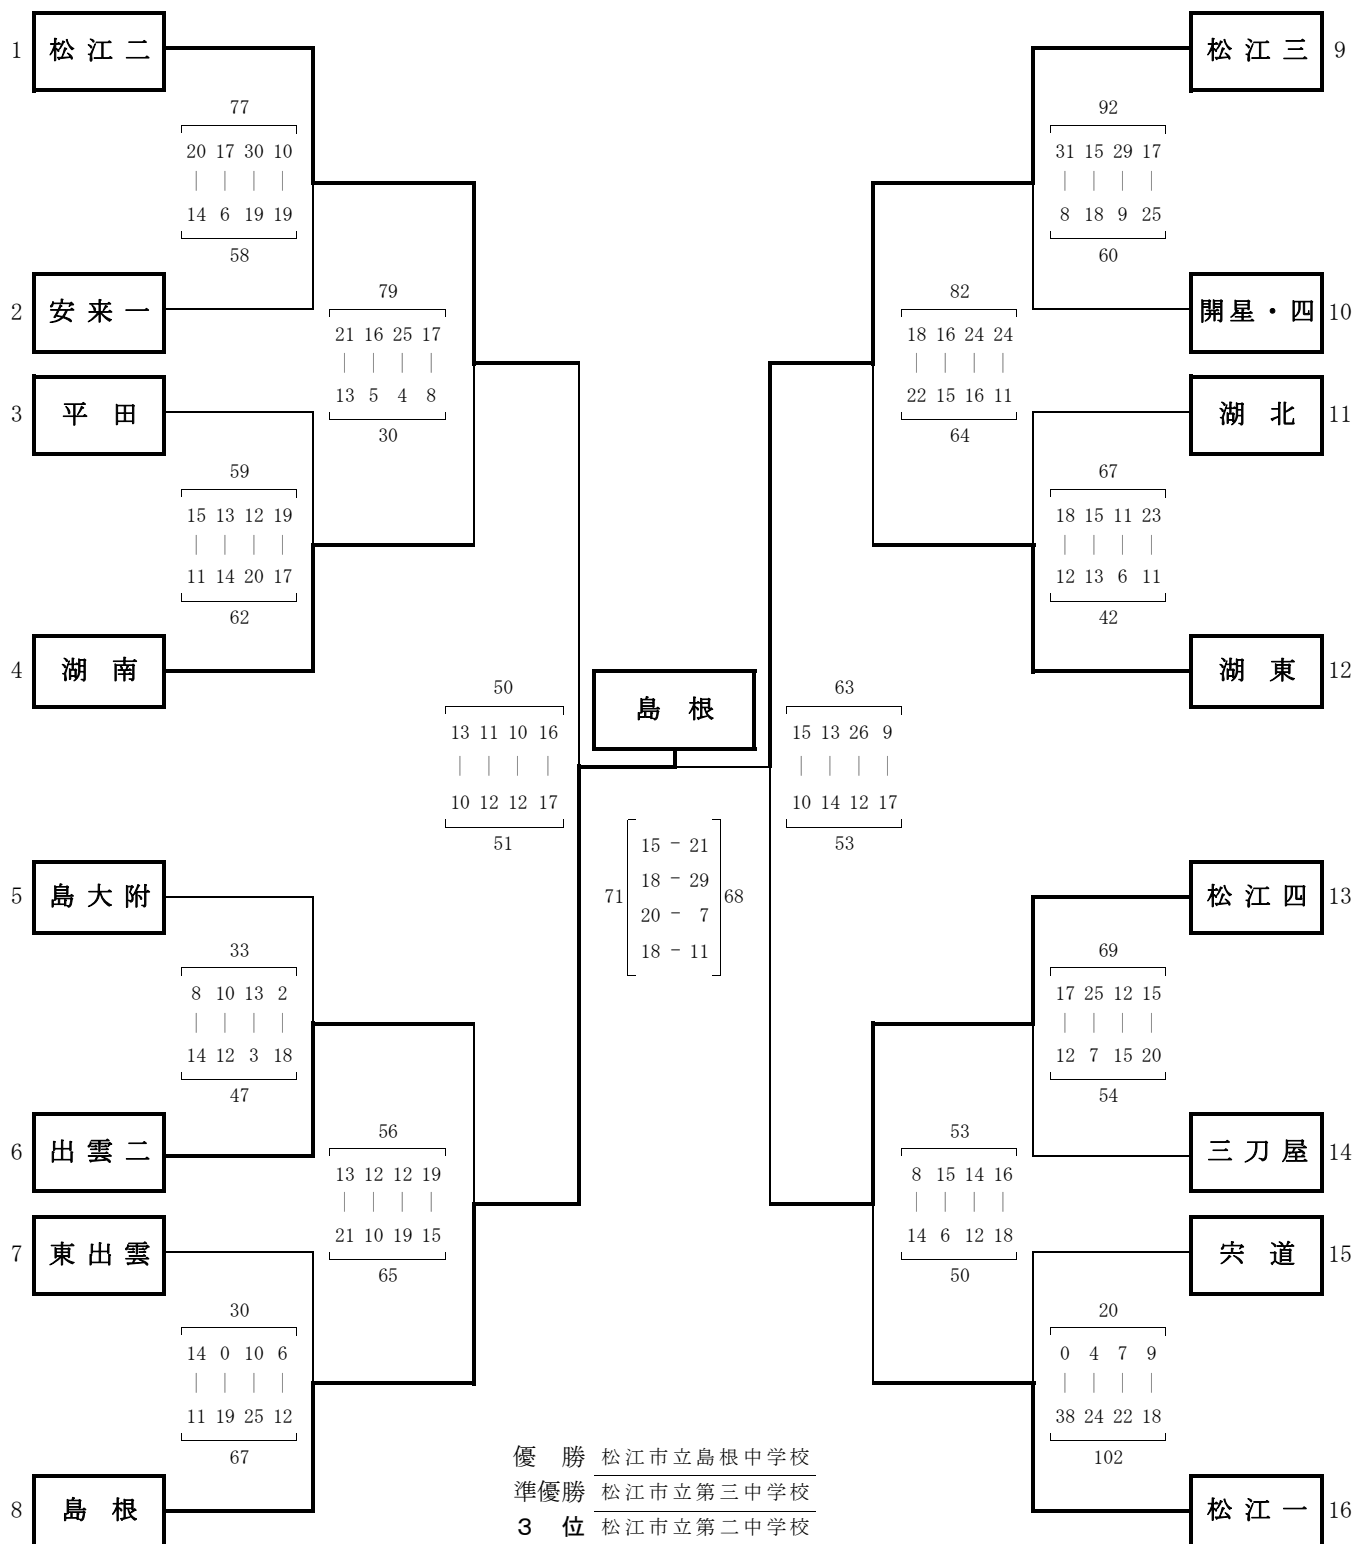 1 松江二
77
20 17 30 10
14 6 19 19
58
2 安来一
79
21 16 25 17
13 5 4 8
30
3 平田
59
15 13 12 19
11 14 20 17
62
4 湖南
50
13 11 10 16
10 12 12 17
51
5 島大附
33
8 10 13 2
14 12 3 18
47
6 出雲二
56
13 12 12 19
21 10 19 15
65
7 東出雲
30
14 0 10 6
11 19 25 12
67
8 島根
島根
15 - 21
18 - 29
71 68
20 - 7
18 - 11
松江三 9
92
31 15 29 17
8 18 9 25
60
開星・四 10
82
18 16 24 24
22 15 16 11
64
湖北 11
67
18 15 11 23
12 13 6 11
42
湖東 12
63
15 13 26 9
10 14 12 17
53
松江四 13
69
17 25 12 15
12 7 15 20
54
三刀屋 14
53
8 15 14 16
14 6 12 18
50
宍道 15
20
0 4 7 9
38 24 22 18
102
松江一 16
優勝 松江市立島根中学校
準優勝 松江市立第三中学校
3位 松江市立第二中学校